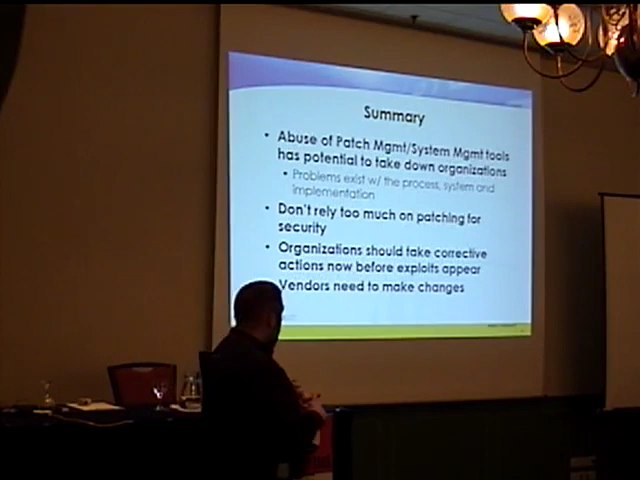 Summary
• Abuse of Patch Mgmt/System Mgmt tools
has potential to take down organizations
• Problems exist w/ the process, system and
implementation
• Don't rely too much on patching for
security
• Organizations should take corrective
actions now before exploits appear
Vendors need to make changes